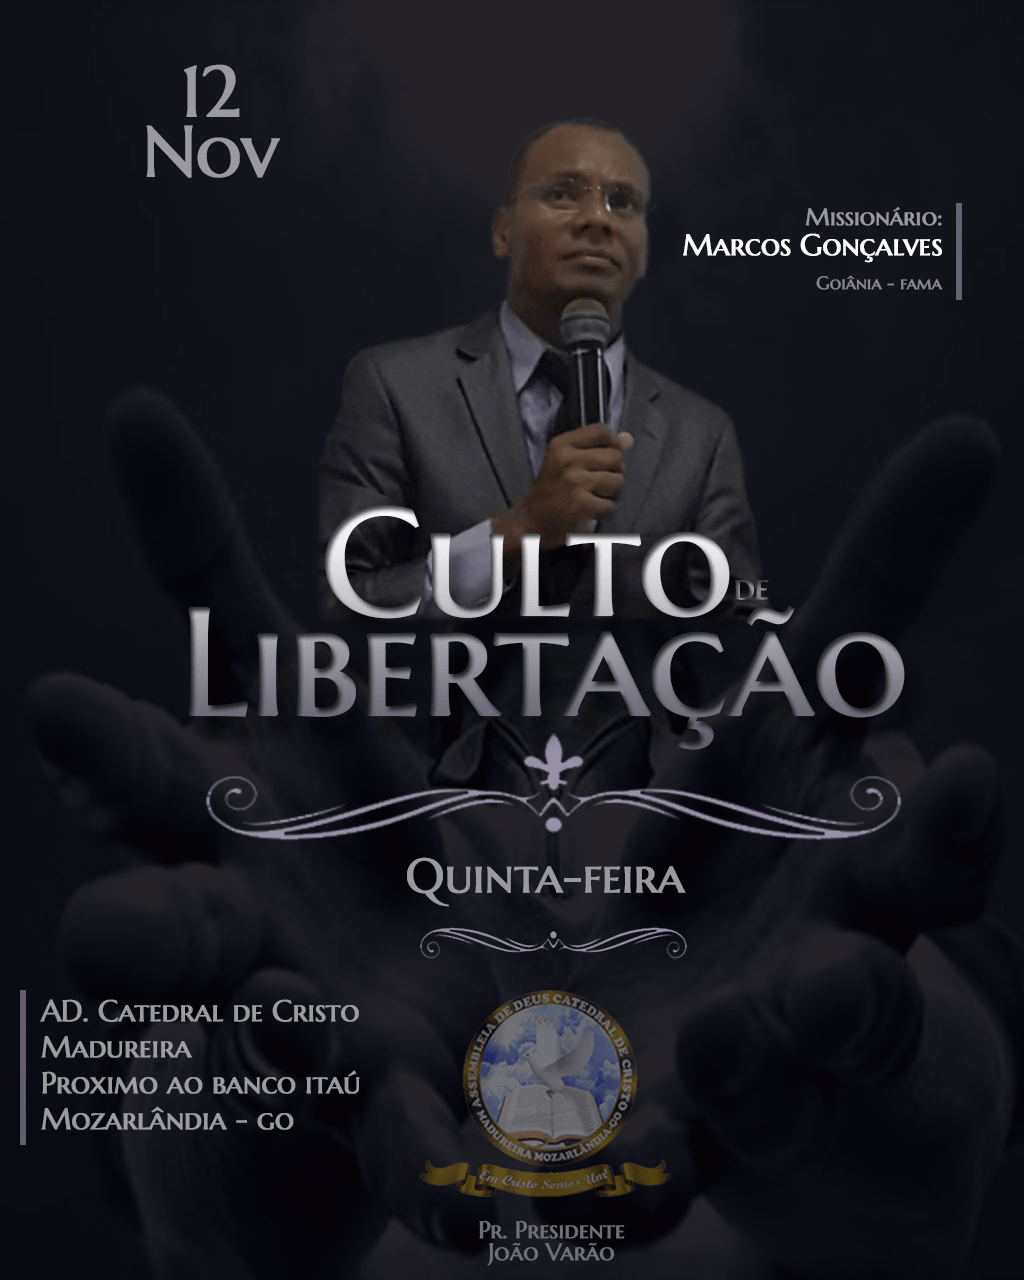 12
Nov
Missionário:
Marcos Gonçalves
Goiânia - FAMA
Culto de
Libertação
Quinta-feira
AD. Catedral de Cristo
Madureira
Proximo ao banco itaú
Mozarlândia - GO
ASSEMBLEIA DE DEUS CATEDRAL DE CRISTO
MADUREIRA MOZARLÂNDIA-GO
Em Cristo Somos Um!
Pr. Presidente
João Varão